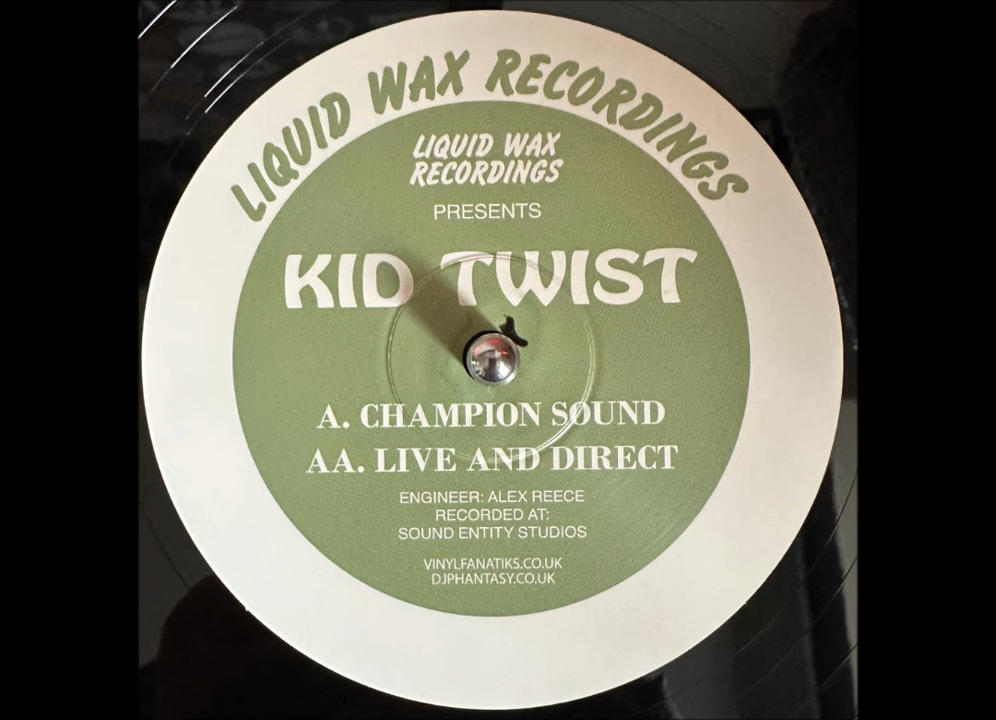 LIQUID WAX RECORDINGS
LIQUID WAX
RECORDINGS
PRESENTS
KID TWIST
A. CHAMPION SOUND
AA. LIVE AND DIRECT
ENGINEER: ALEX REECE
RECORDED AT:
SOUND ENTITY STUDIOS
VINYLFANATIKS.CO.UK
DJPHANTASY.CO.UK